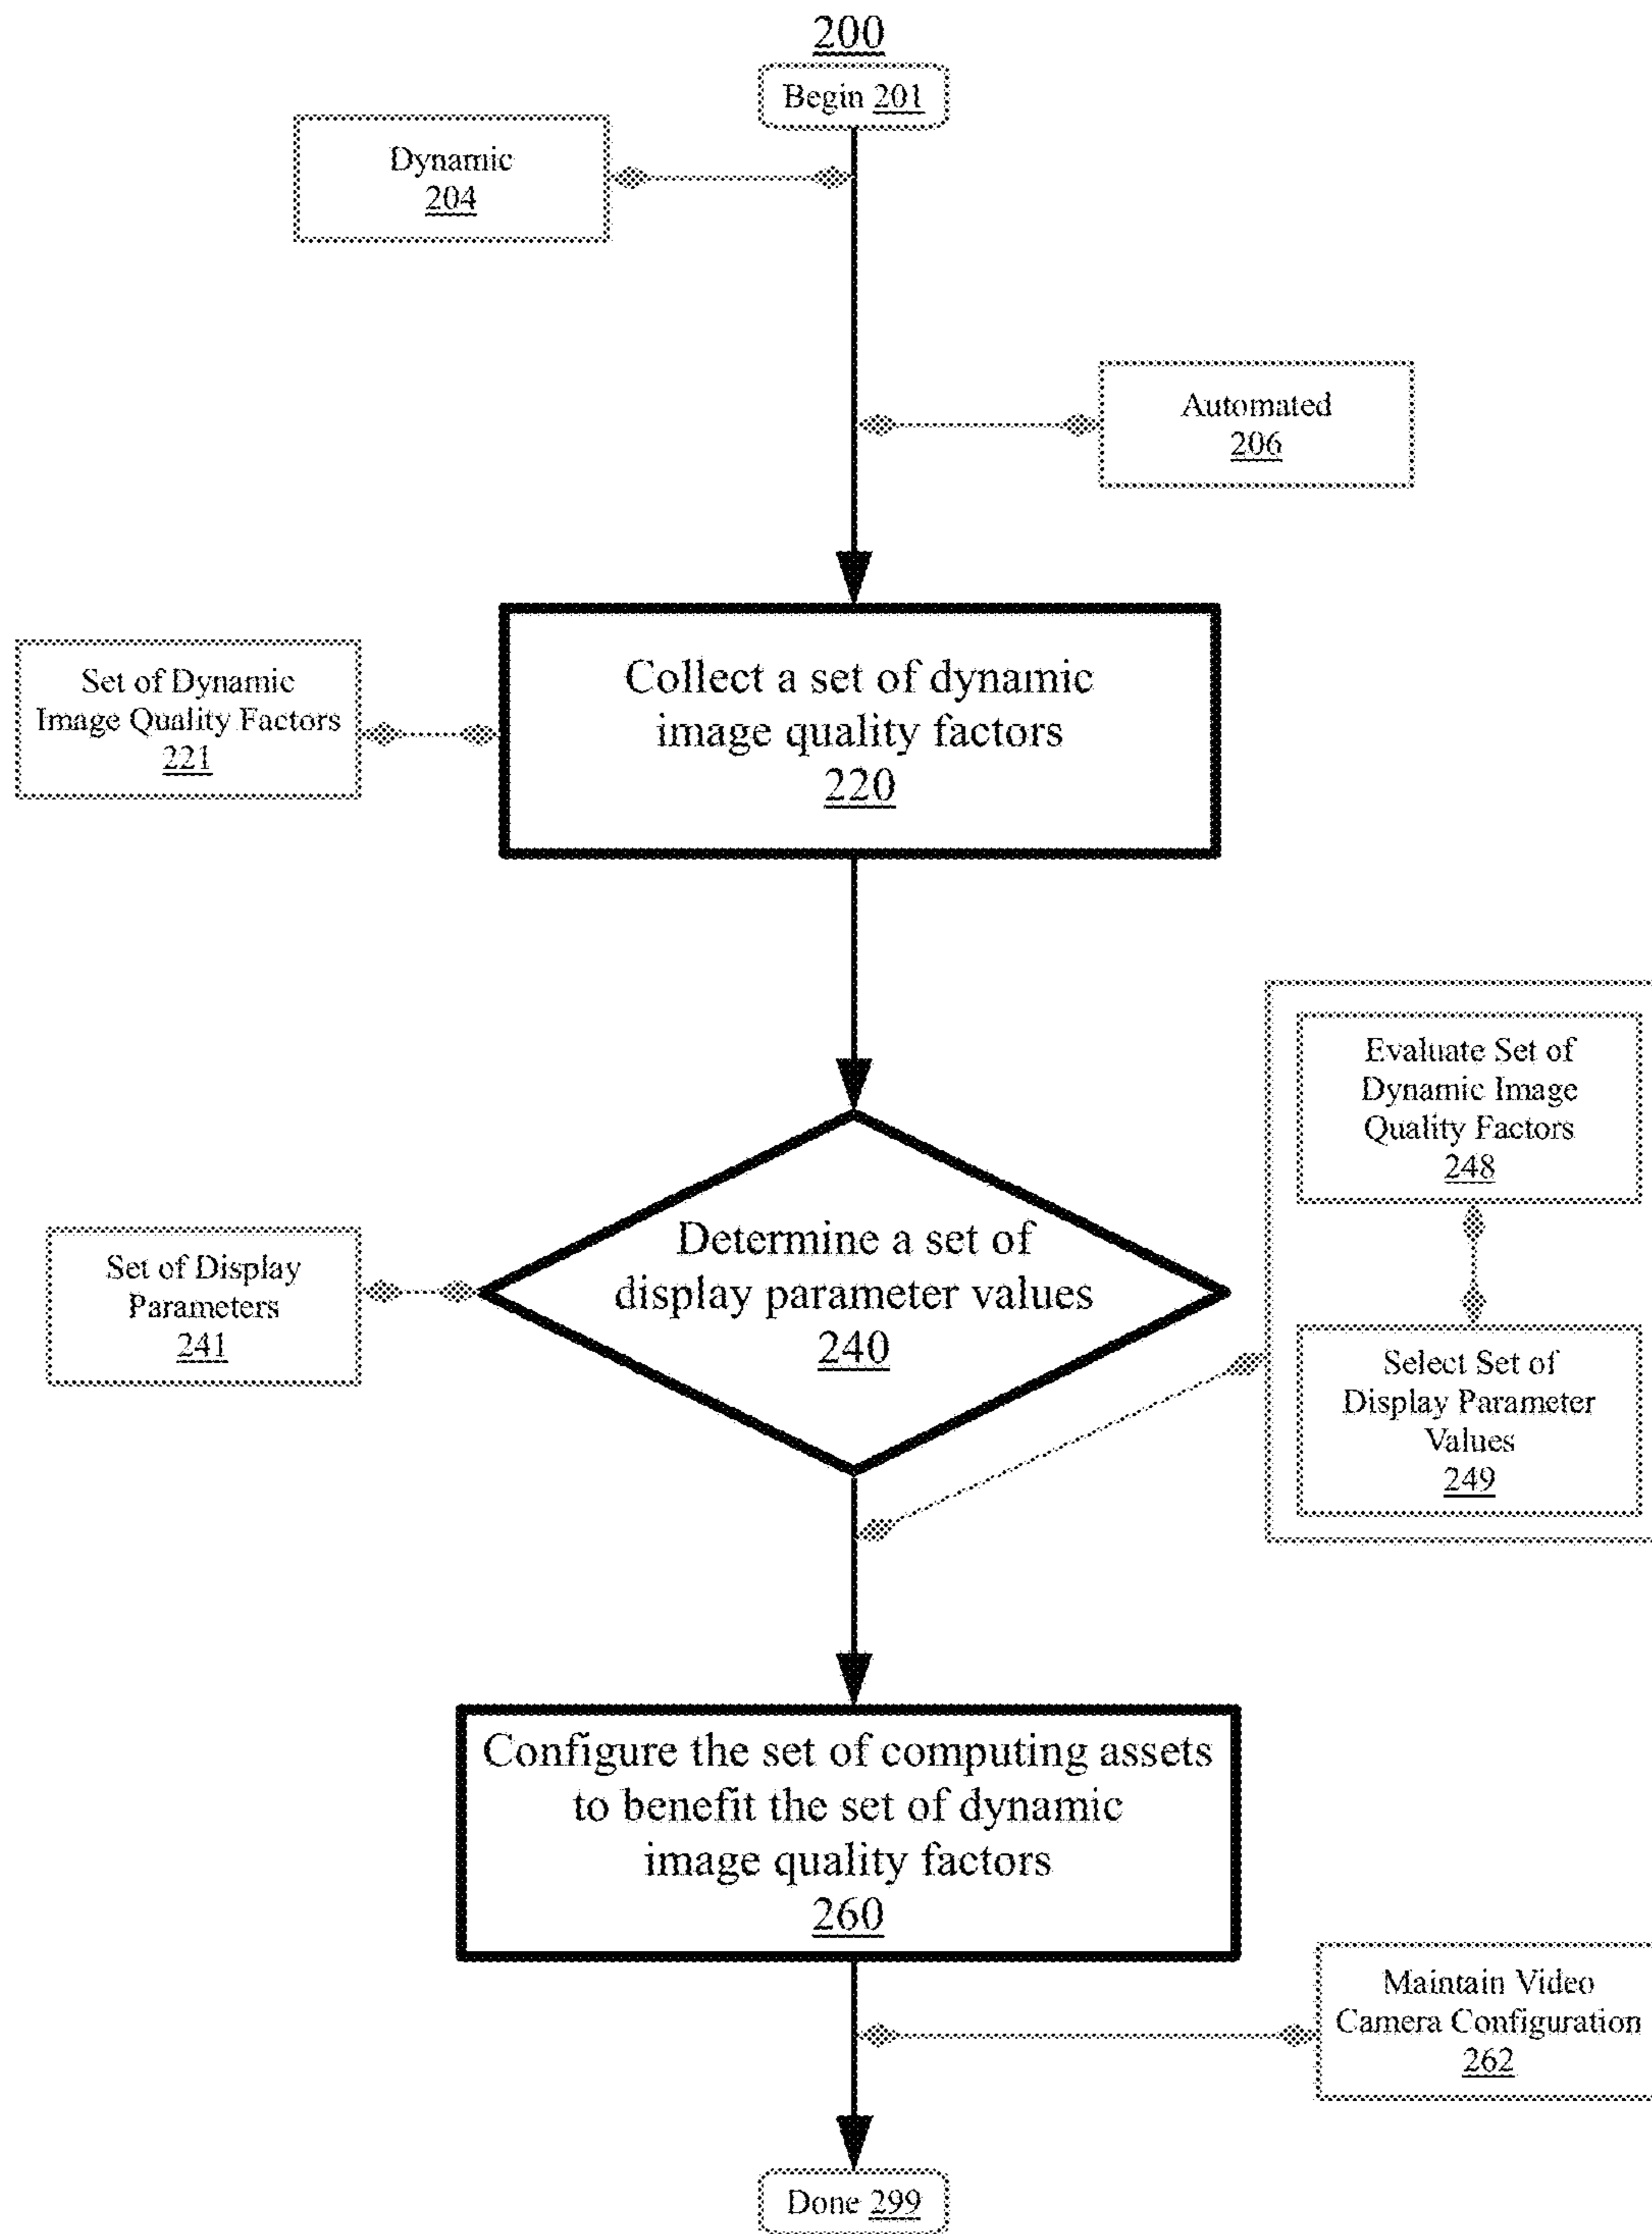 200
Begin 201
Dynamic
204
Automated
206
Collect a set of dynamic
image quality factors
220
Set of Dynamic
Image Quality Factors
221
Evaluate Set of
Dynamic Image
Quality Factors
248
Determine a set of
display parameter values
240
Set of Display
Parameters
241
Select Set of
Display Parameter
Values
249
Configure the set of computing assets
to benefit the set of dynamic
image quality factors
260
Maintain Video
Camera Configuration
262
Done 299